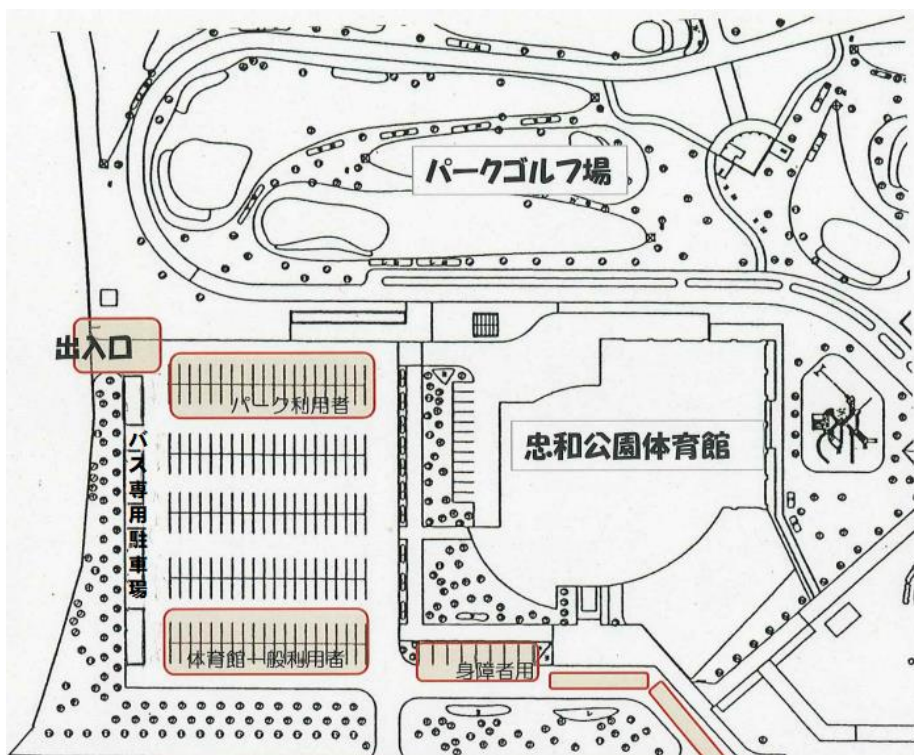 パークゴルフ場
出入口
パーク利用者
忠和公園体育館
バス専用駐車場
体育館一般利用者
身障者用